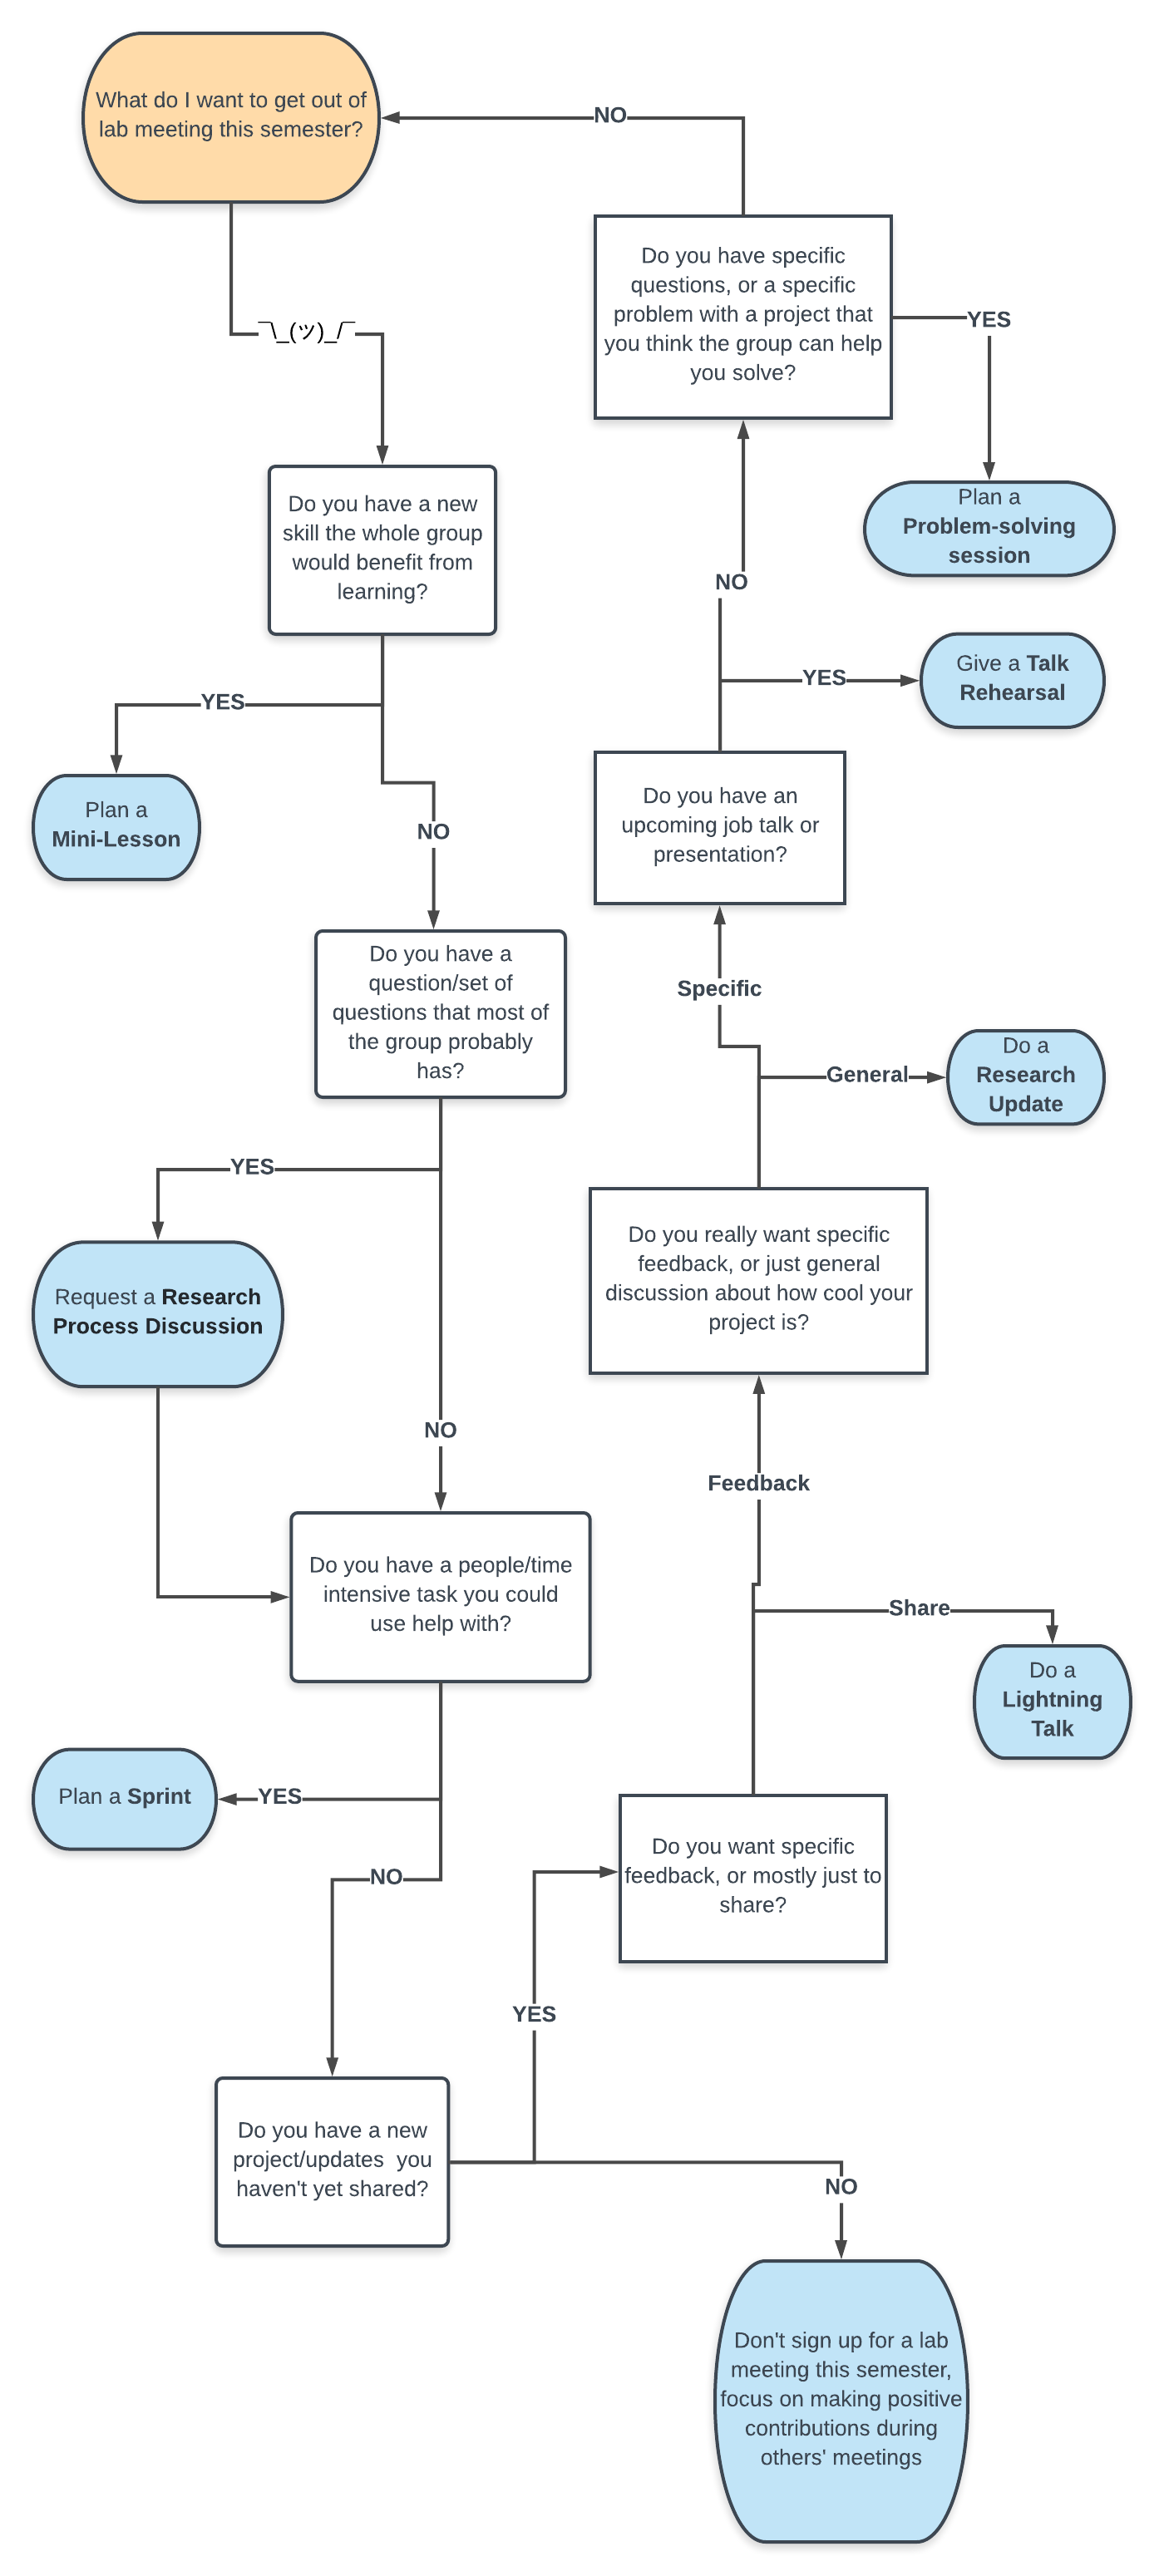 What do I want to get out of
lab meeting this semester?
NO
Do you have specific
questions, or a specific
problem with a project that
you think the group can help
you solve?
YES
¯\_(ツ)_/¯
Do you have a new
skill the whole group
would benefit from
learning?
Plan a
Problem-solving
session
NO
Give a Talk
Rehearsal
YES
YES
Plan a
Mini-Lesson
NO
Do you have an
upcoming job talk or
presentation?
Do you have a
question/set of
questions that most of
the group probably
has?
Specific
General
Do a
Research
Update
YES
Request a Research
Process Discussion
Do you really want specific
feedback, or just general
discussion about how cool your
project is?
NO
Feedback
Do you have a people/time
intensive task you could
use help with?
Share
Do a
Lightning
Talk
Plan a Sprint
YES
NO
Do you want specific
feedback, or mostly just to
share?
YES
Do you have a new
project/updates  you
haven't yet shared?
NO
Don't sign up for a lab
meeting this semester,
focus on making positive
contributions during
others' meetings